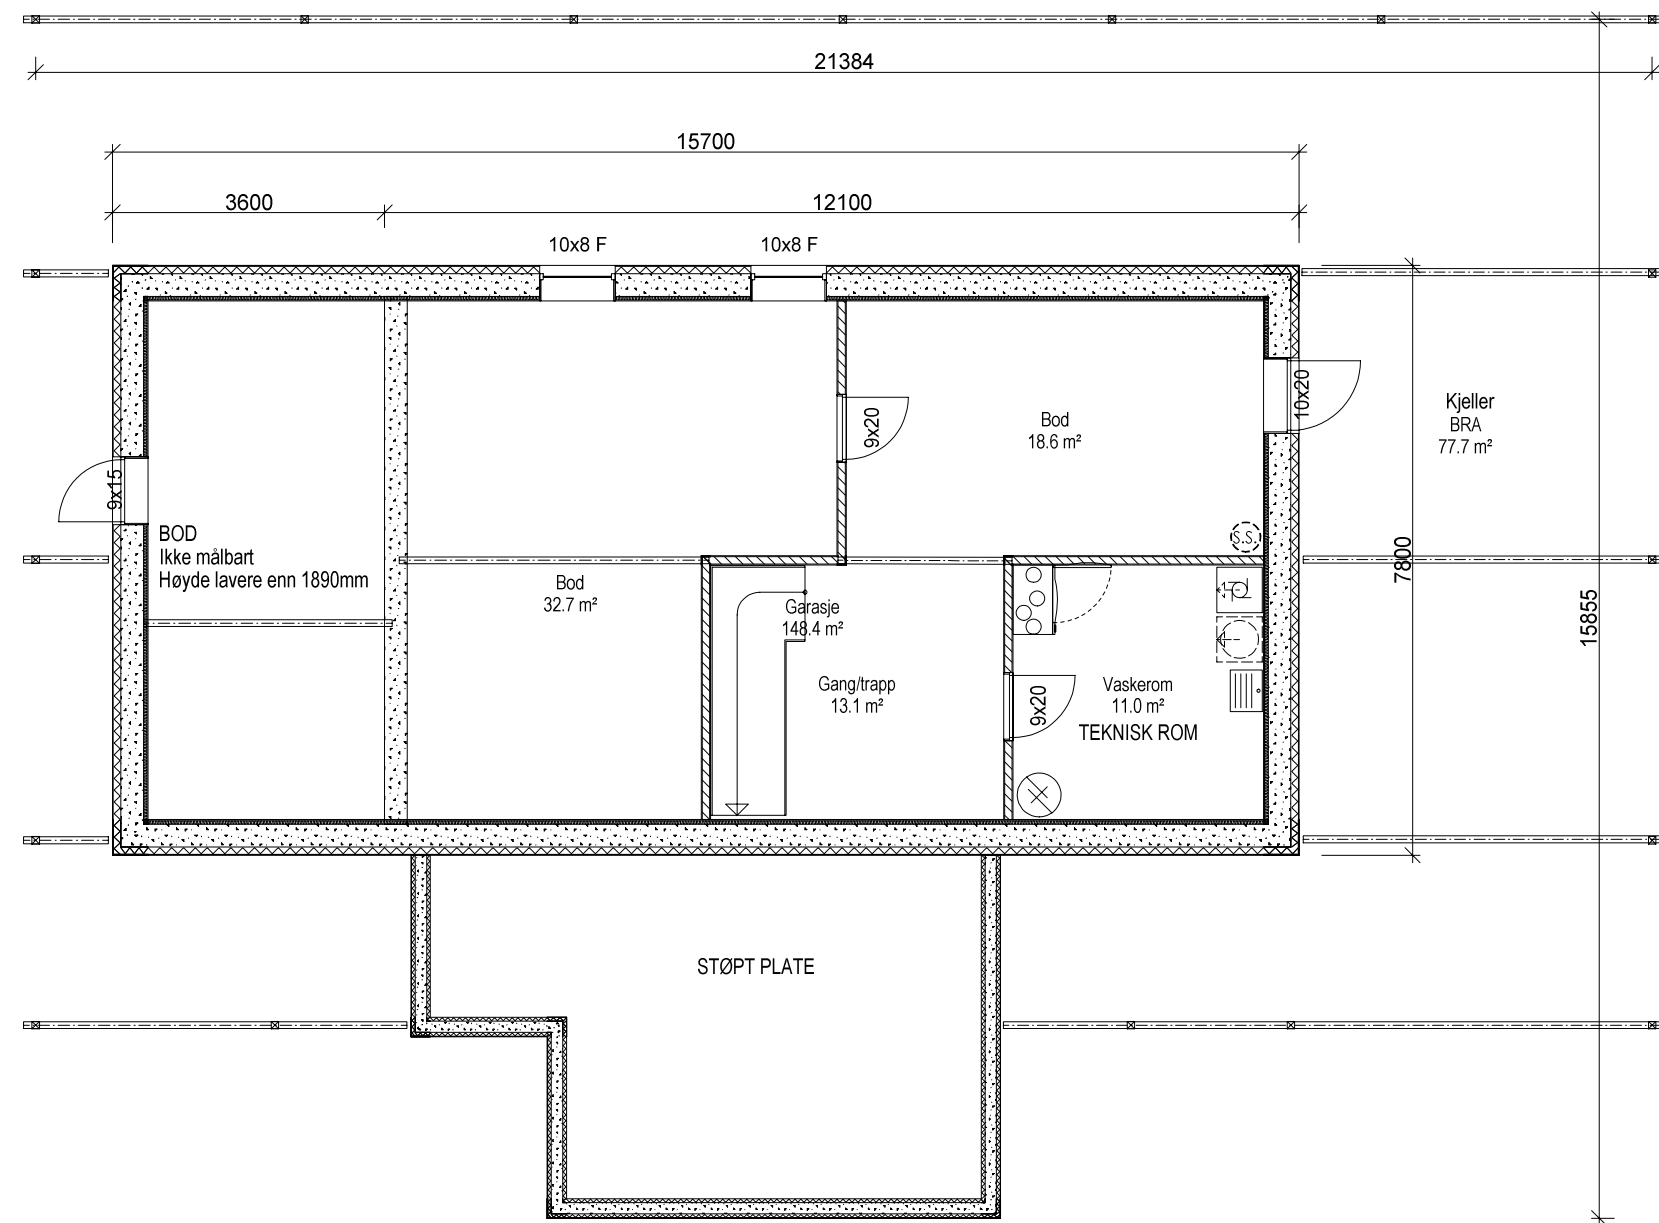 21384
15700
3600
12100
10x8 F
10x8 F
10x20
9x20
Kjeller
BRA
77.7 m²
Bod
18.6 m²
9x15
BOD
Ikke målbart
Høyde lavere enn 1890mm
S.S.
7800
15855
Bod
32.7 m²
Garasje
148.4 m²
Gang/trapp
13.1 m²
9x20
Vaskerom
11.0 m²
TEKNISK ROM
STØPT PLATE